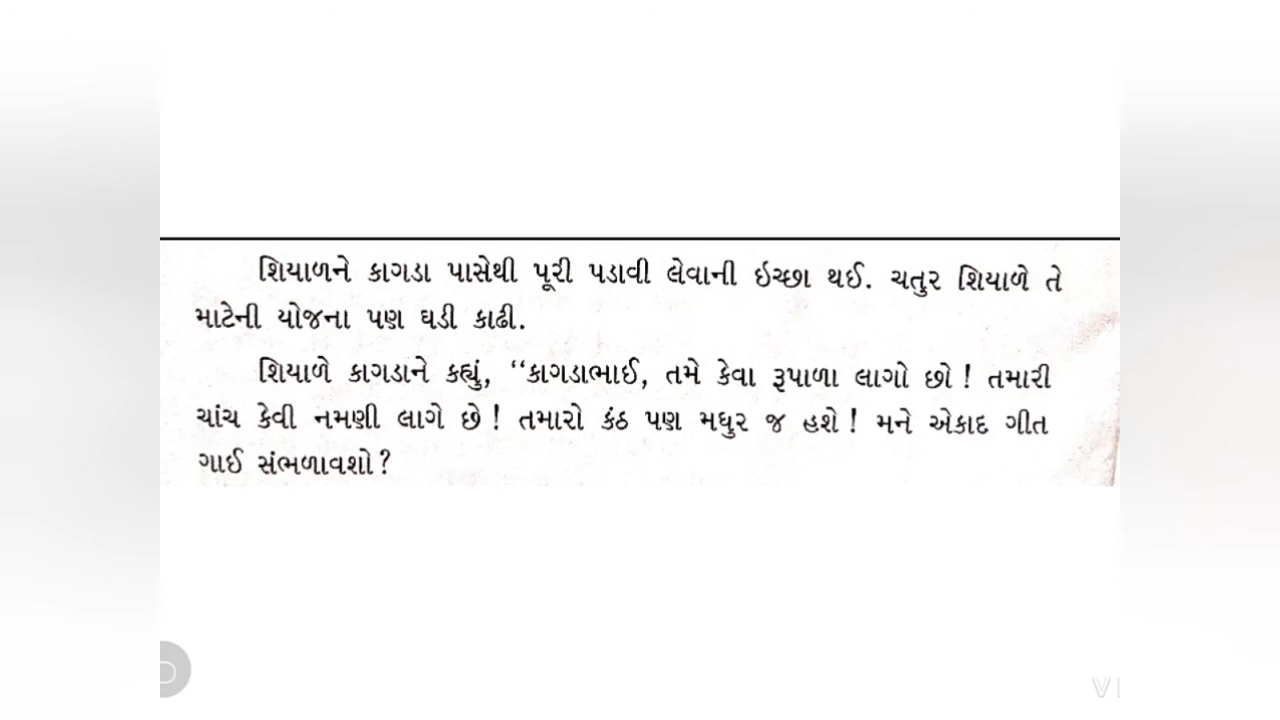 શિયાળને કાગડા પાસેથી પૂરી પડાવી લેવાની ઇચ્છા થઈ. ચતુર શિયાળે તે
માટેની યોજના પણ ઘડી કાઢી.
શિયાળે કાગડાને કહ્યું, “કાગડાભાઈ, તમે કેવા રૂપાળા લાગો છો! તમારી
ચાંચ કેવી નમણી લાગે છે! તમારો કંઠ પણ મધુર જ હશે! મને એકાદ ગીત
ગાઈ સંભળાવશો?